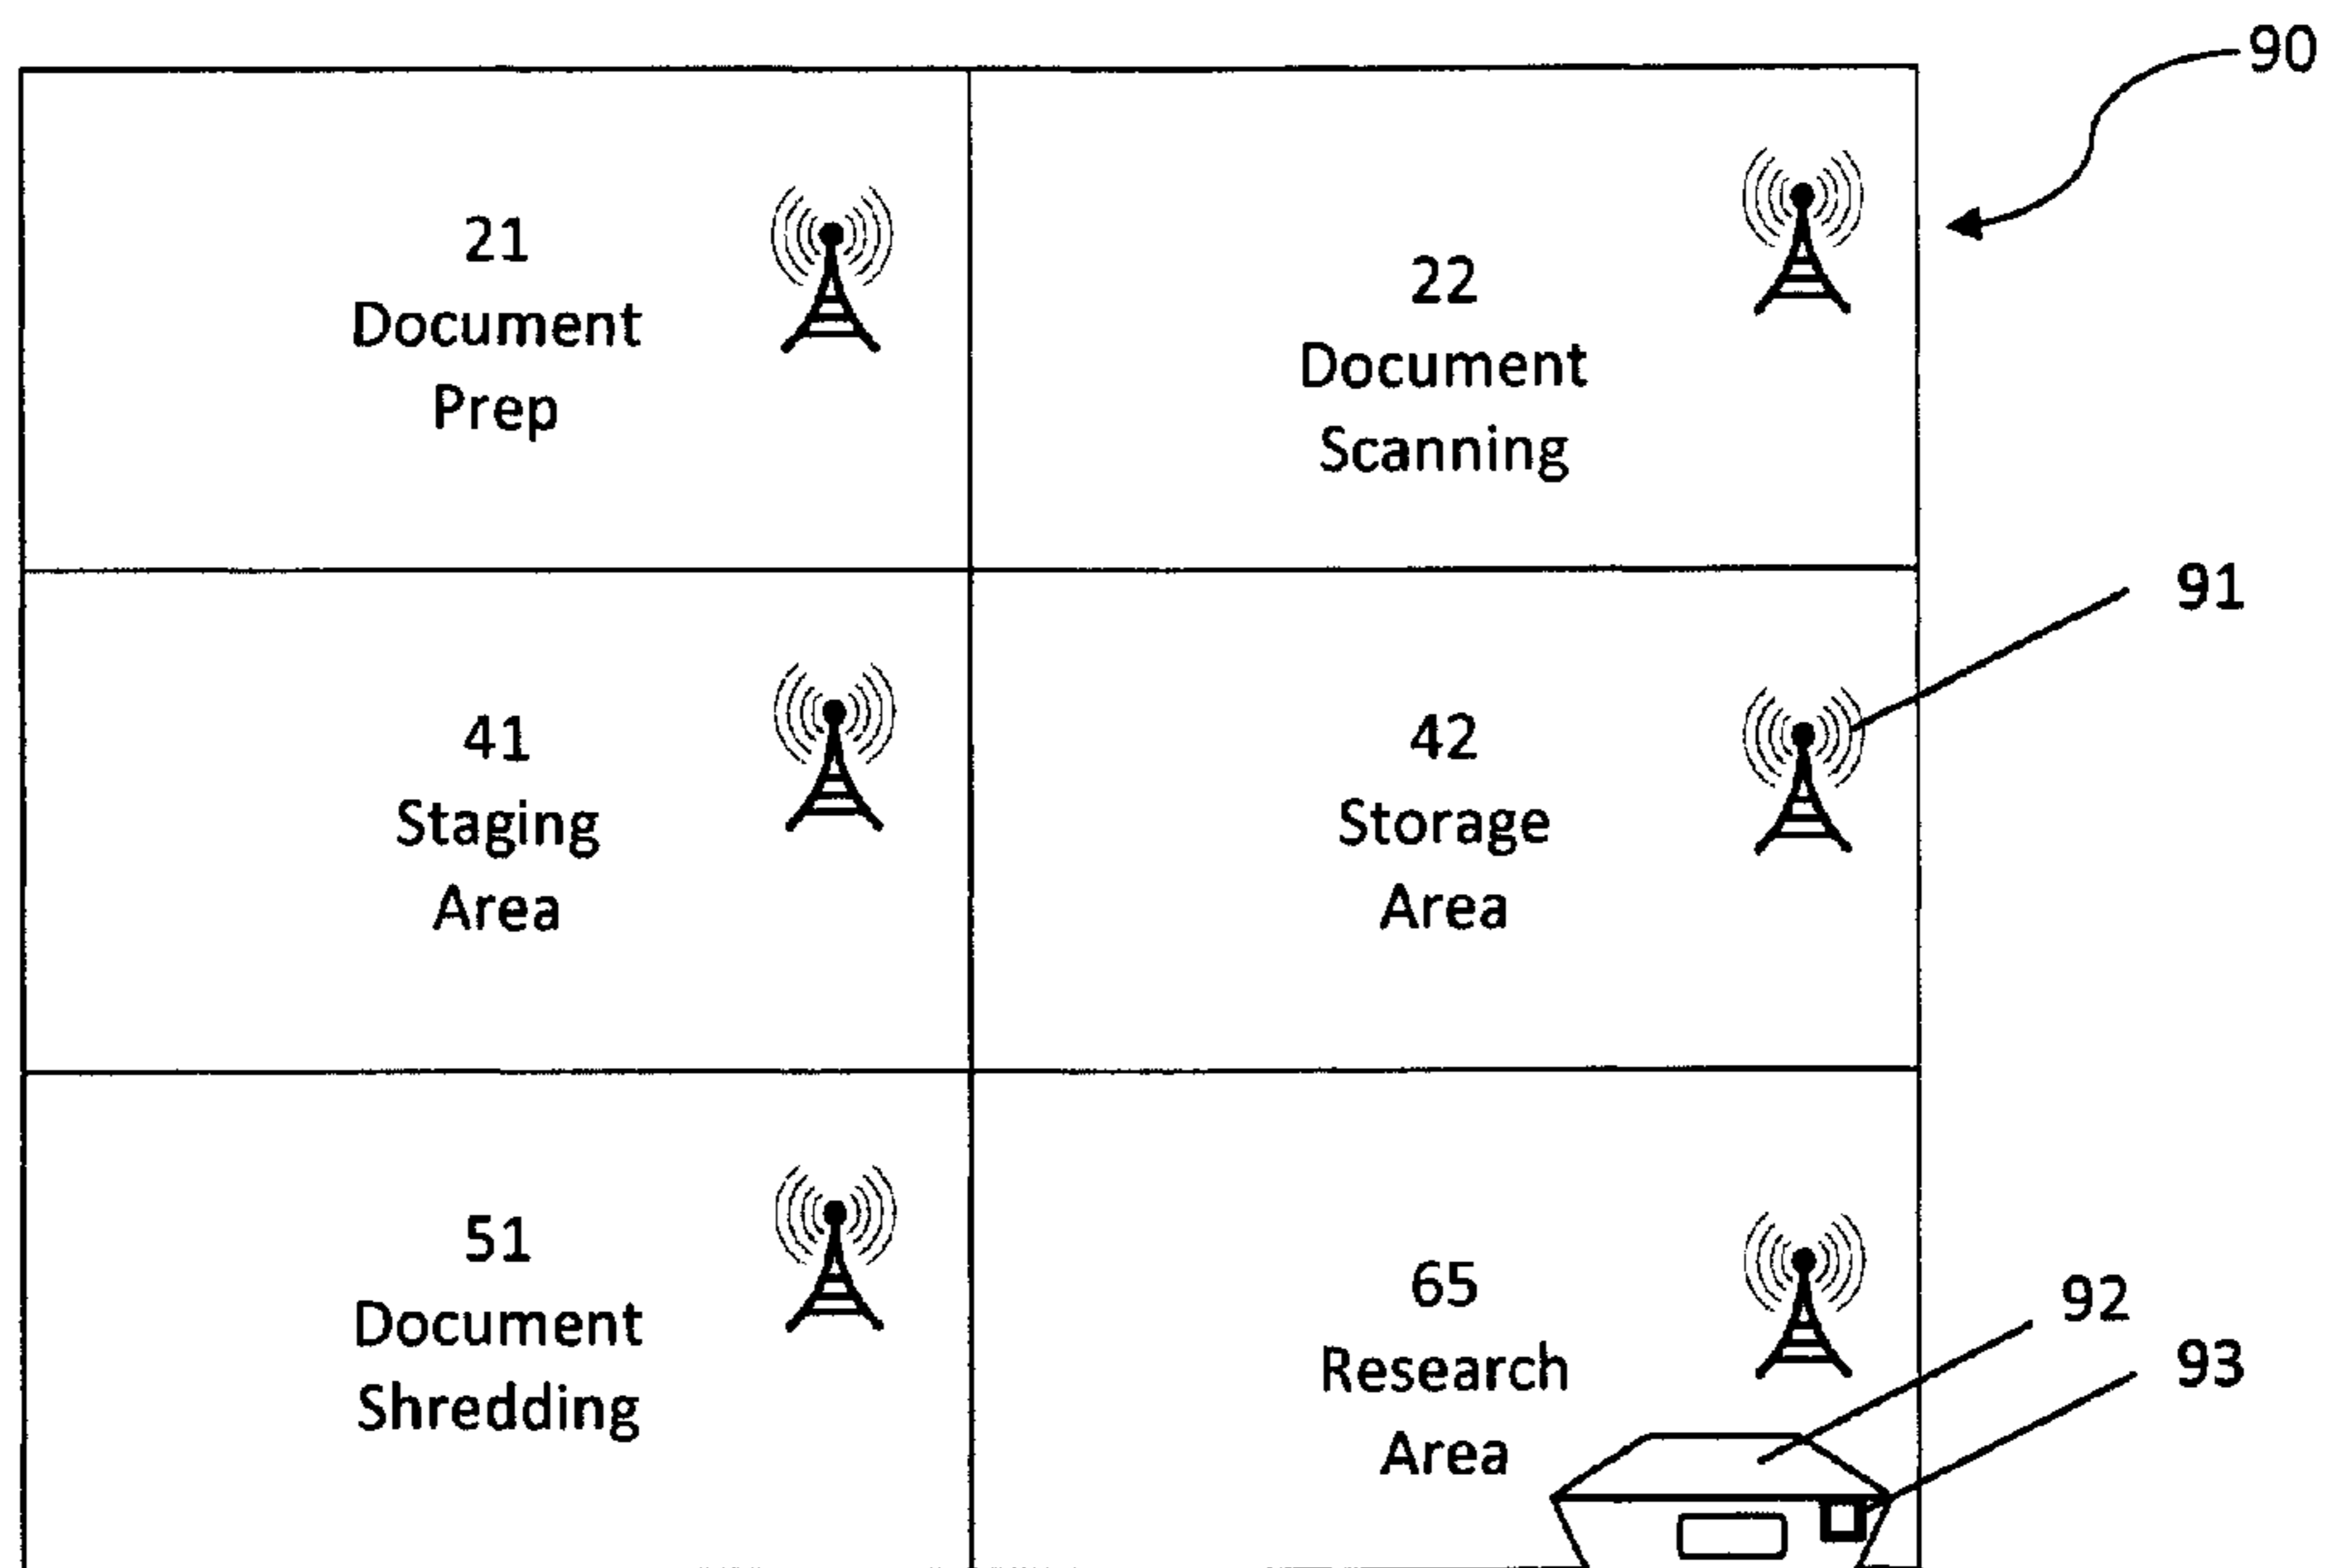 90
21
Document
Prep
22
Document
Scanning
91
41
Staging
Area
42
Storage
Area
51
Document
Shredding
65
Research
Area
92
93